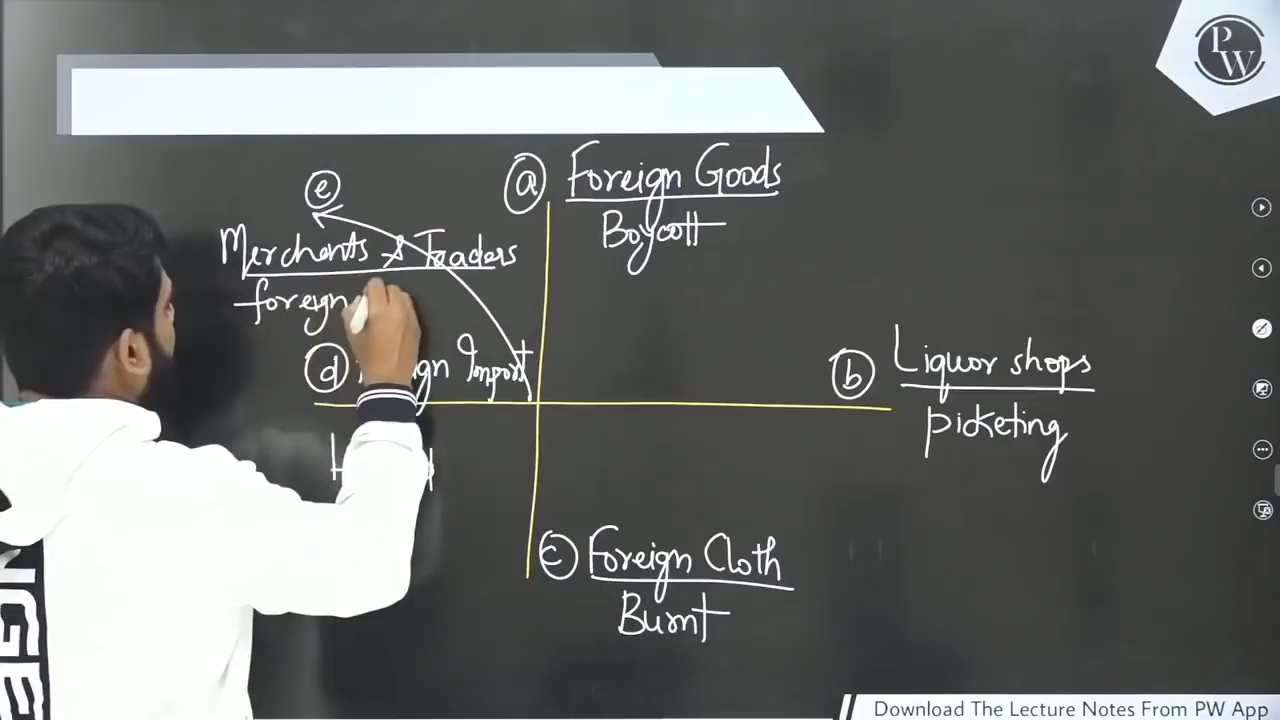 PW
ⓐ Foreign Goods
Boycott
ⓔ
Merchants & Traders
foreign
ⓓ Import
ⓑ Liquor shops
picketing
ⓒ Foreign Cloth
Burnt
Download The Lecture Notes From PW App